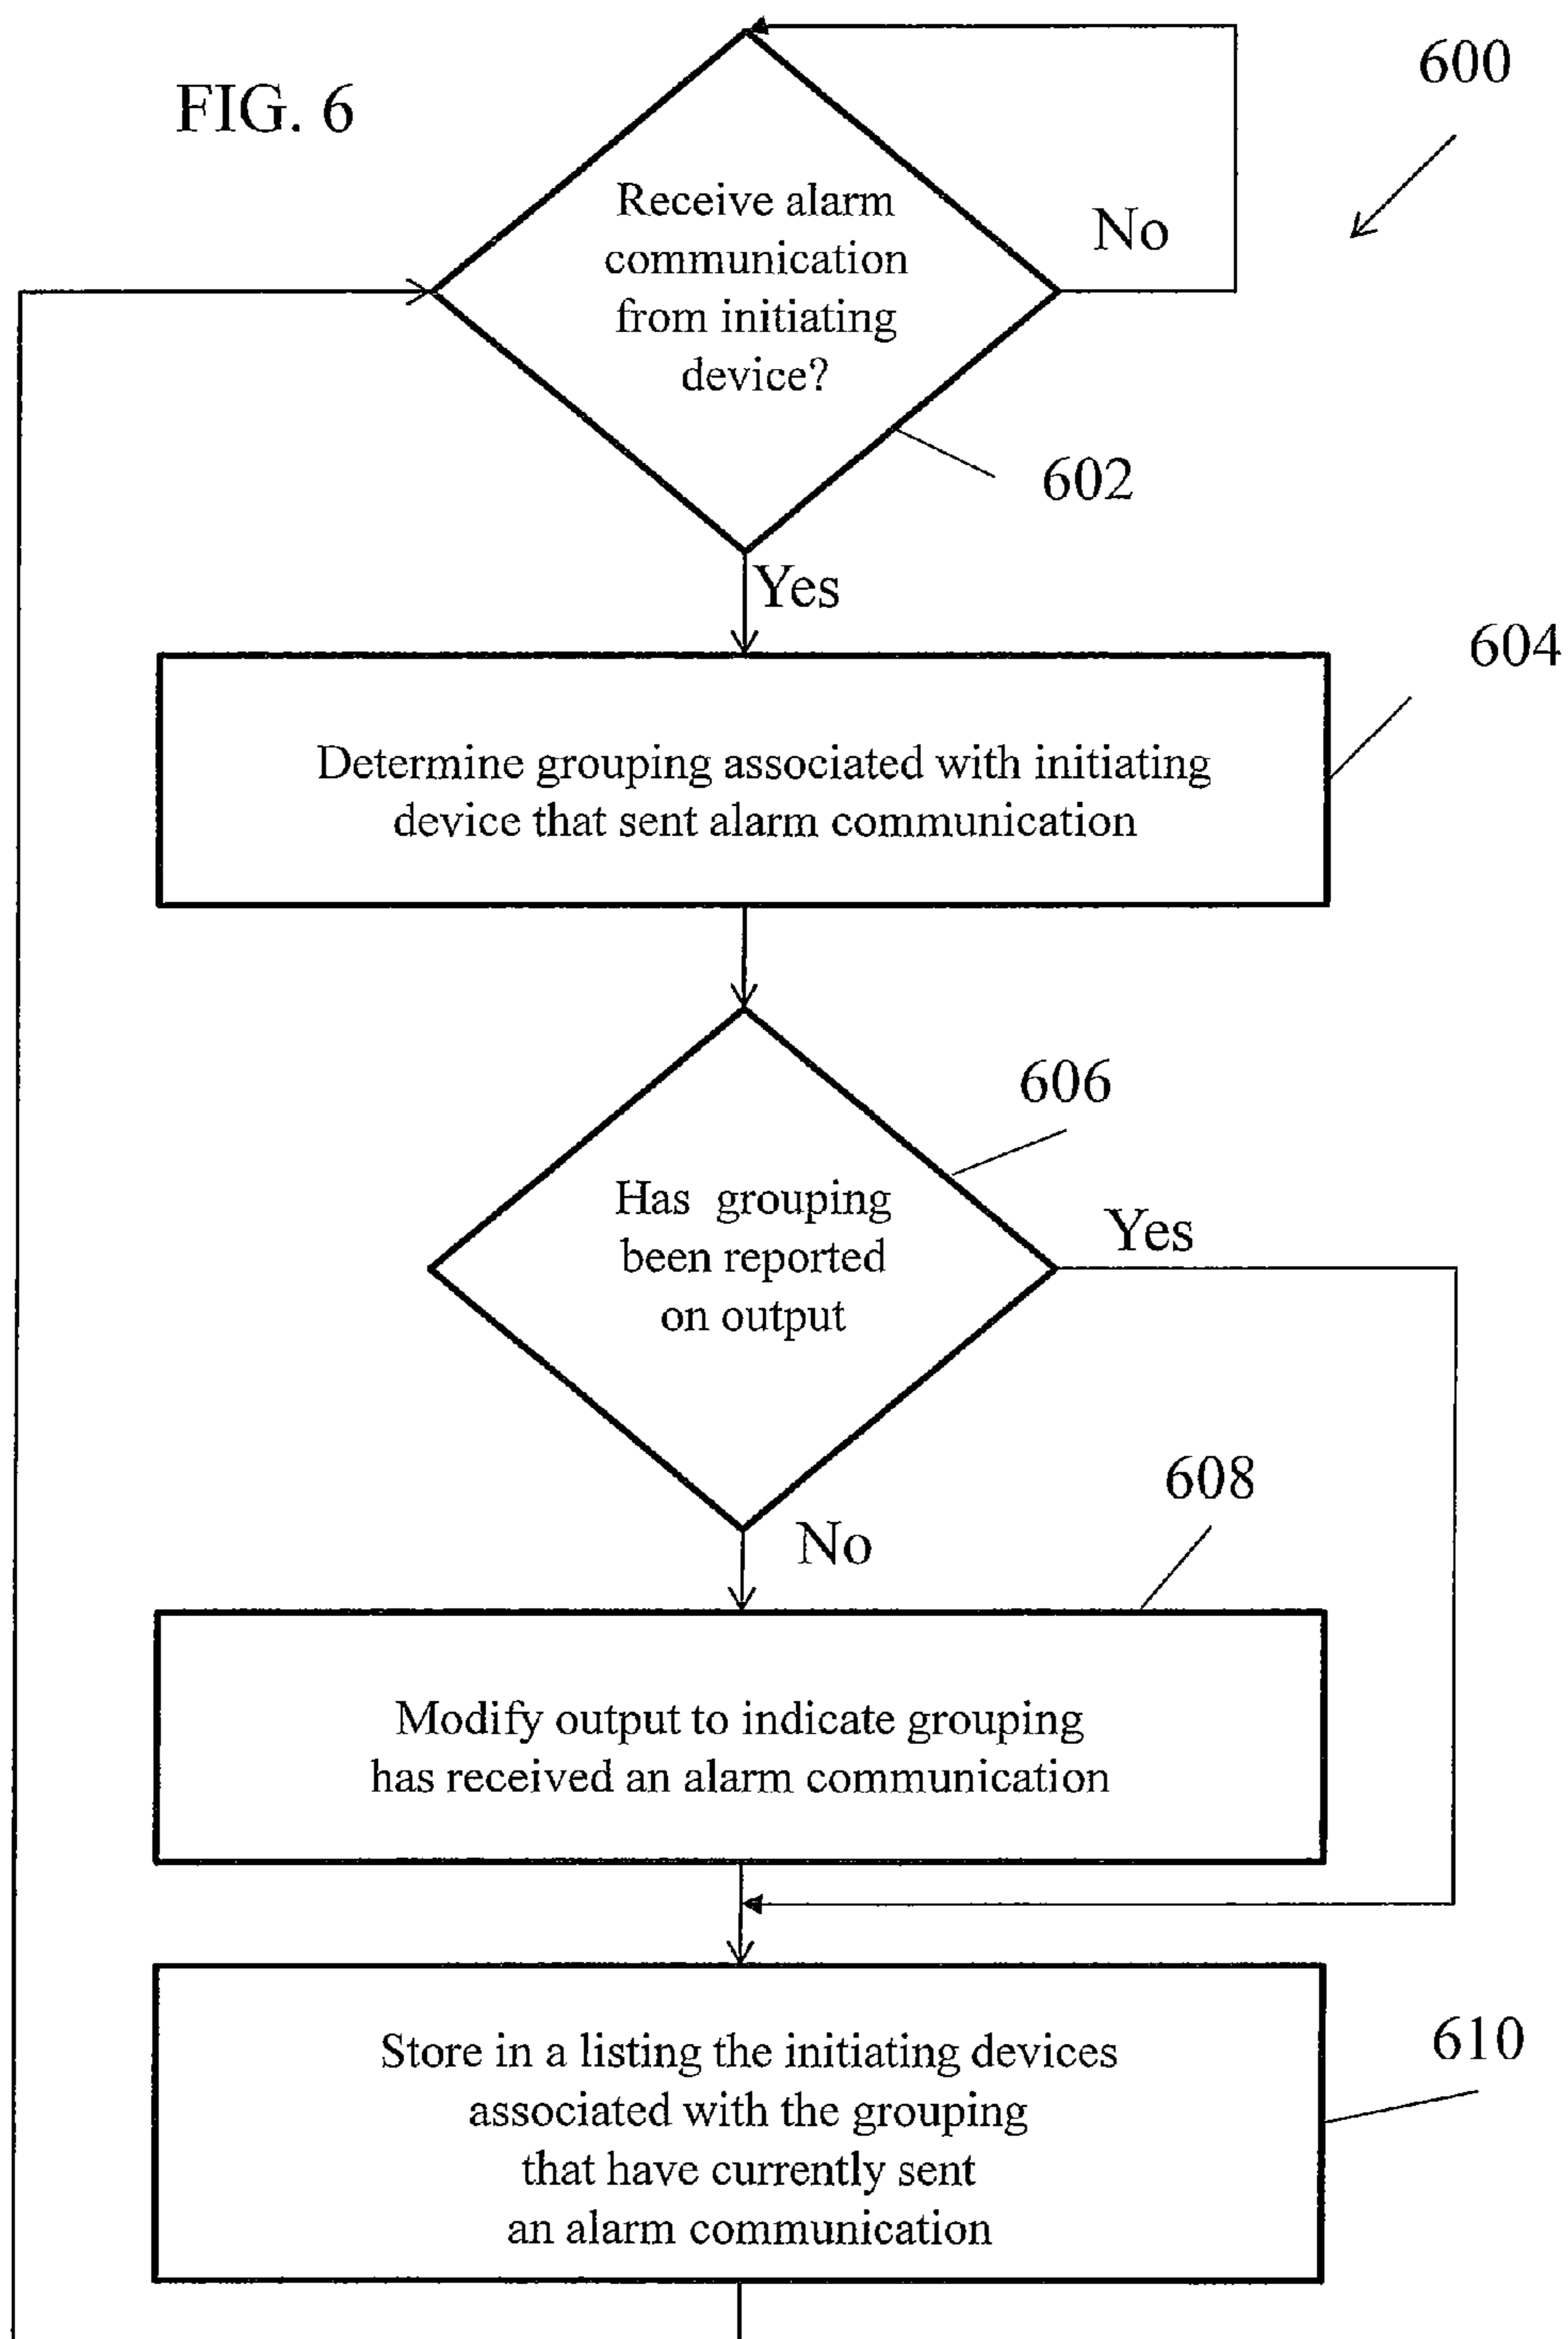 FIG. 6
600
Receive alarm
communication
from initiating
device?
No
602
Yes
604
Determine grouping associated with initiating
device that sent alarm communication
606
Has grouping
been reported
on output
Yes
608
No
Modify output to indicate grouping
has received an alarm communication
610
Store in a listing the initiating devices
associated with the grouping
that have currently sent
an alarm communication